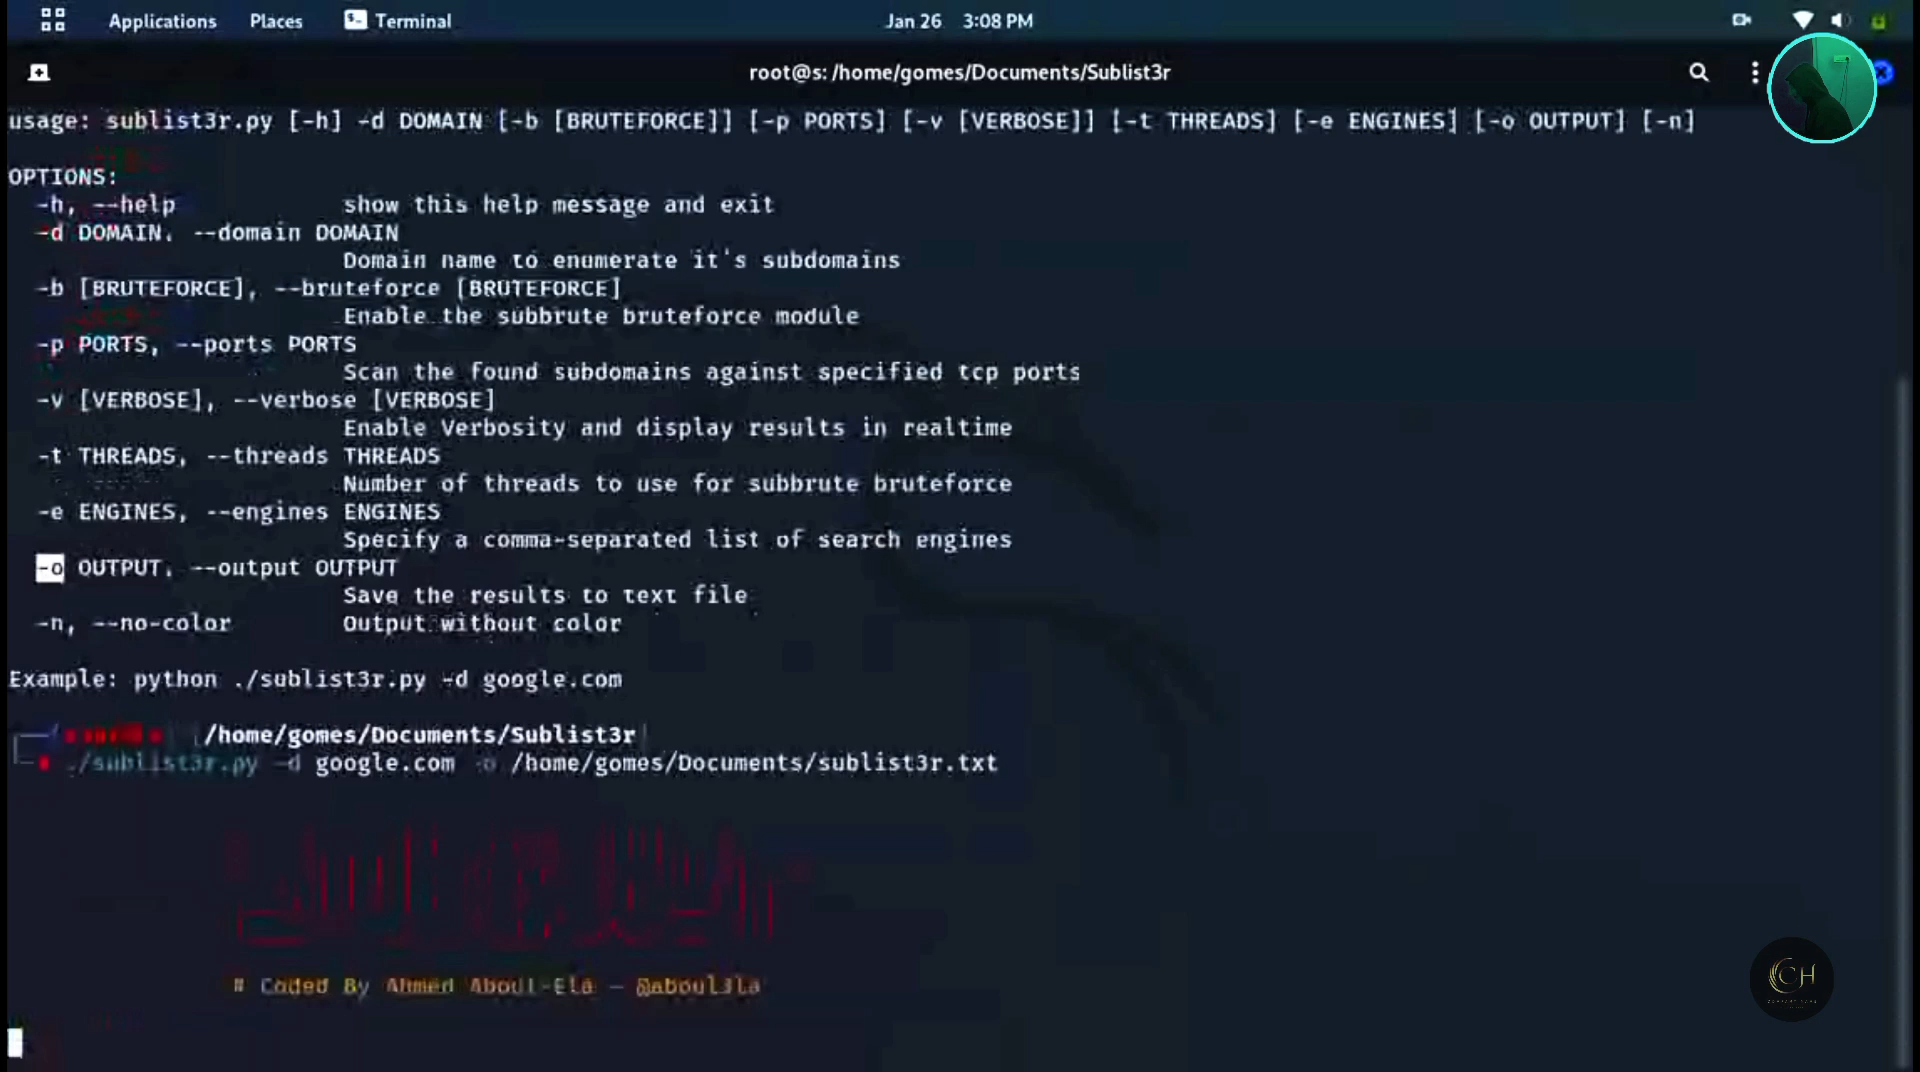 Applications Places Terminal Jan 26 3:08 PM
root@s: /home/gomes/Documents/Sublist3r
usage: sublist3r.py [-h] -d DOMAIN [-b [BRUTEFORCE]] [-p PORTS] [-v [VERBOSE]] [-t THREADS] [-e ENGINES] [-o OUTPUT] [-n]
OPTIONS:
-h, --help show this help message and exit
-d DOMAIN, --domain DOMAIN
Domain name to enumerate it's subdomains
-b [BRUTEFORCE], --bruteforce [BRUTEFORCE]
Enable the subbrute bruteforce module
-p PORTS, --ports PORTS
Scan the found subdomains against specified tcp ports
-v [VERBOSE], --verbose [VERBOSE]
Enable Verbosity and display results in realtime
-t THREADS, --threads THREADS
Number of threads to use for subbrute bruteforce
-e ENGINES, --engines ENGINES
Specify a comma-separated list of search engines
-o OUTPUT, --output OUTPUT
Save the results to text file
-n, --no-color Output without color
Example: python ./sublist3r.py -d google.com
/home/gomes/Documents/Sublist3r
./sublist3r.py -d google.com -o /home/gomes/Documents/sublist3r.txt
# Coded By Ahmed Aboul-Ela - @aboul3la
CH